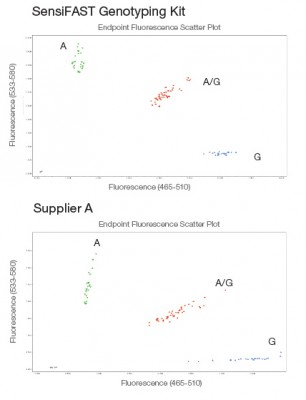 SensiFAST Genotyping Kit
Endpoint Fluorescence Scatter Plot
A
A/G
G
Fluorescence (533-580)
Fluorescence (465-510)
Supplier A
Endpoint Fluorescence Scatter Plot
A
A/G
G
Fluorescence (533-580)
Fluorescence (465-510)